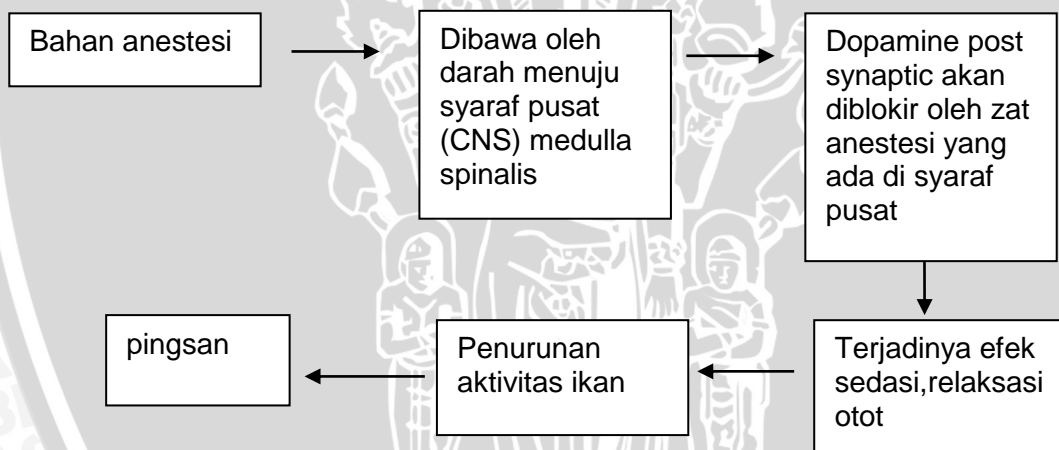 Bahan anestesi
Dibawa oleh
darah menuju
syaraf pusat
(CNS) medulla
spinalis
Dopamine post
synaptic akan
diblokir oleh zat
anestesi yang
ada di syaraf
pusat
Terjadinya efek
sedasi,relaksasi
otot
Penurunan
aktivitas ikan
pingsan